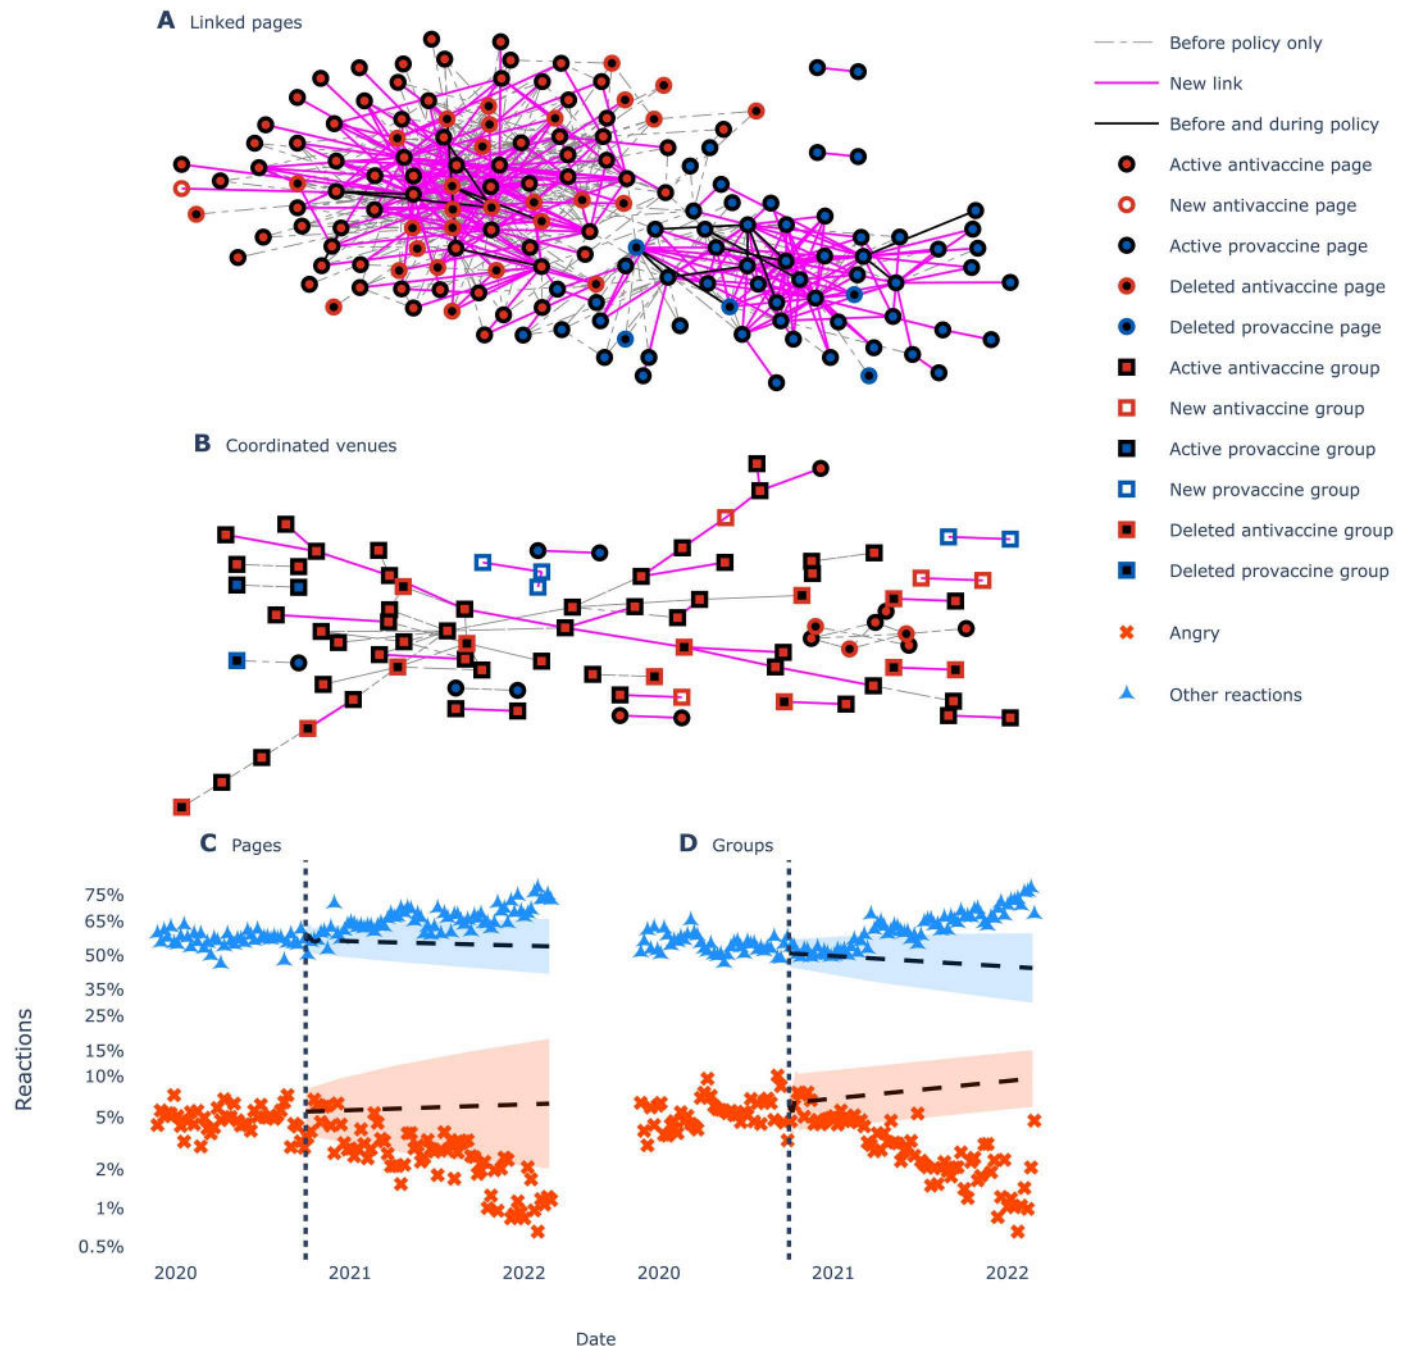 A Linked pages
Before policy only
New link
Before and during policy
Active antivaccine page
New antivaccine page
Active provaccine page
Deleted antivaccine page
Deleted provaccine page
Active antivaccine group
New antivaccine group
Active provaccine group
New provaccine group
Deleted antivaccine group
Deleted provaccine group
Angry
Other reactions
B Coordinated venues
C Pages
D Groups
75%
65%
50%
35%
25%
15%
10%
5%
2%
1%
0.5%
Reactions
2020 2021 2022
2020 2021 2022
Date